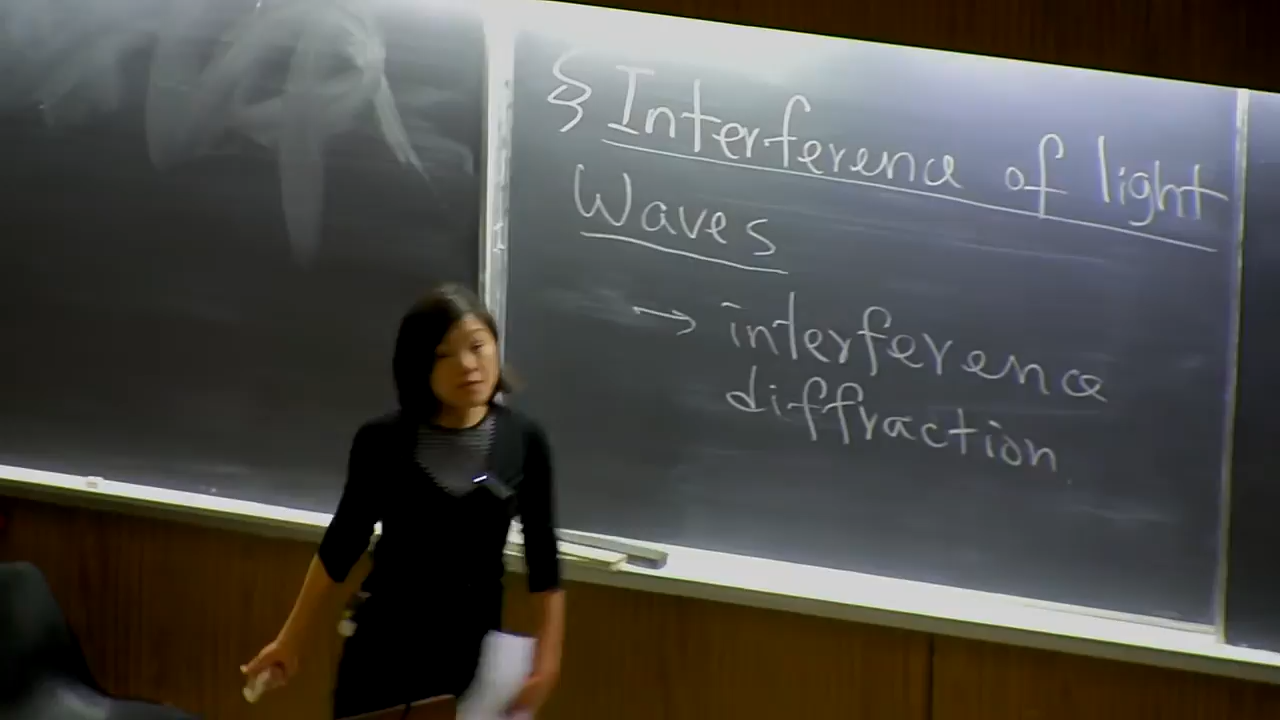 § Interference of light
Waves
→ interference
diffraction